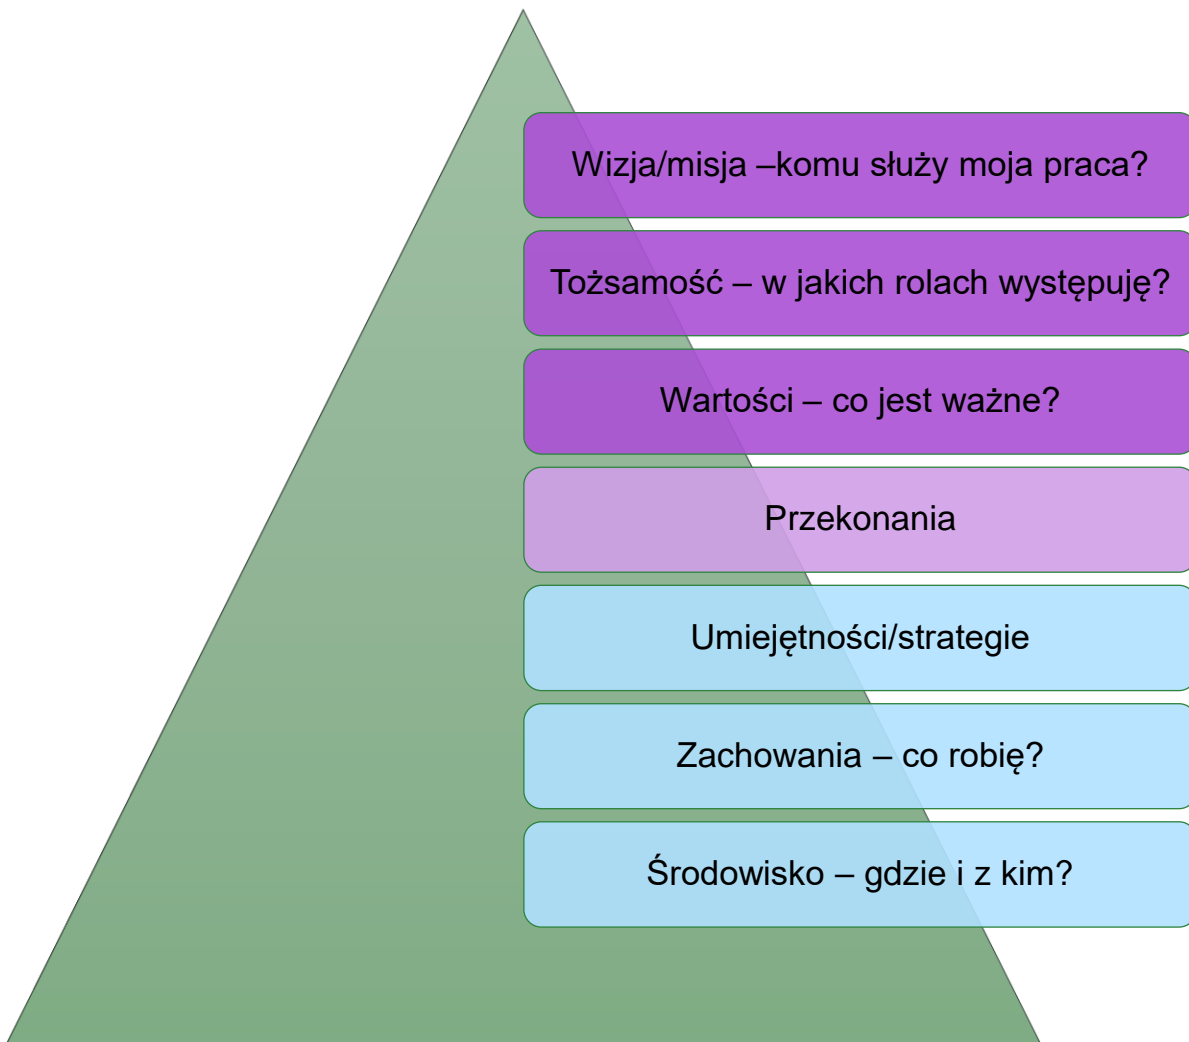 Wizja/misja –komu służy moja praca?
Tożsamość – w jakich rolach występuję?
Wartości – co jest ważne?
Przekonania
Umiejętności/strategie
Zachowania – co robię?
Środowisko – gdzie i z kim?